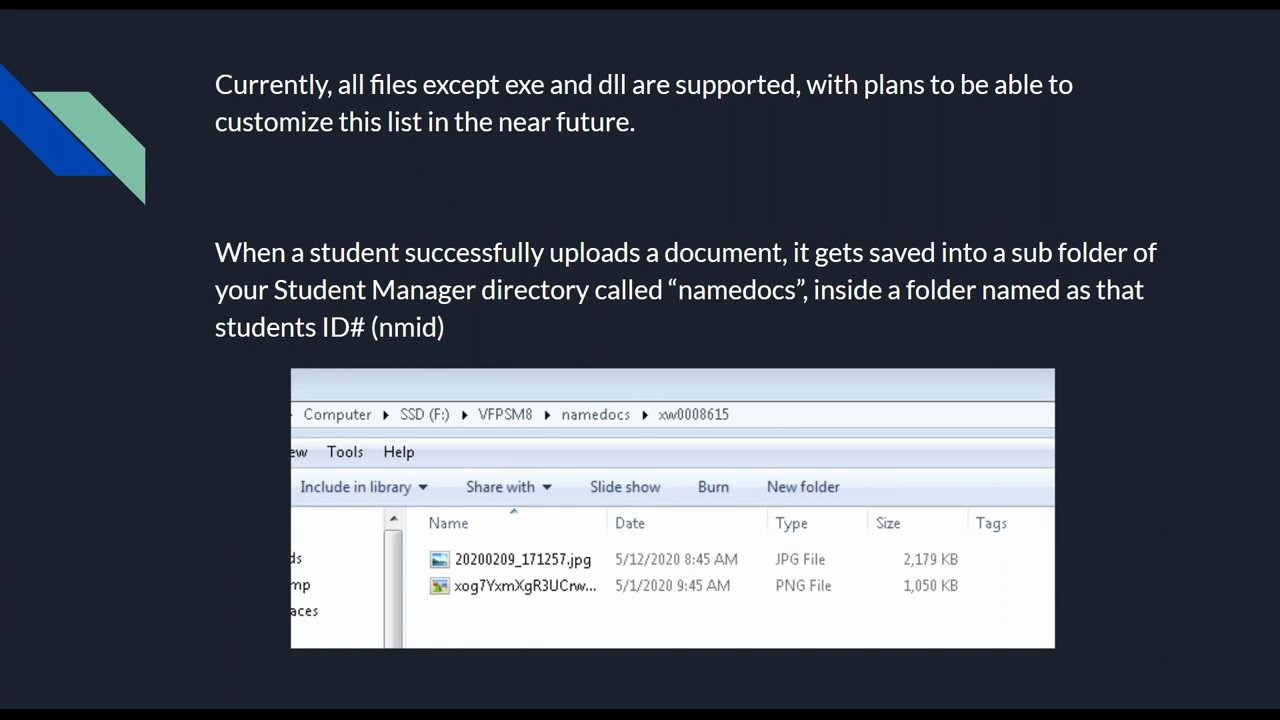 Currently, all files except exe and dll are supported, with plans to be able to
customize this list in the near future.
When a student successfully uploads a document, it gets saved into a sub folder of
your Student Manager directory called “namedocs”, inside a folder named as that
students ID# (nmid)
Computer SSD (F:) VFPSM8 namedocs xw0008615
ew Tools Help
Include in library Share with Slide show Burn New folder
Name Date Type Size Tags
ds 20200209_171257.jpg 5/12/2020 8:45 AM JPG File 2,179 KB
mp xog7YxmXgR3UCrw... 5/1/2020 9:45 AM PNG File 1,050 KB
aces